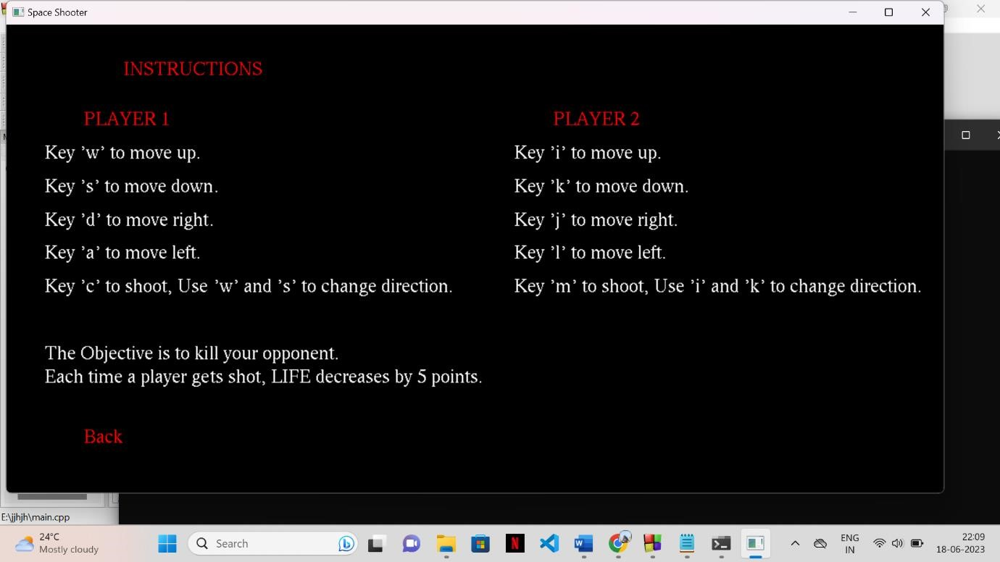 Space Shooter
INSTRUCTIONS
PLAYER 1
Key ’w’ to move up.
Key ’s’ to move down.
Key ’d’ to move right.
Key ’a’ to move left.
Key ’c’ to shoot, Use ’w’ and ’s’ to change direction.
PLAYER 2
Key ’i’ to move up.
Key ’k’ to move down.
Key ’j’ to move right.
Key ’l’ to move left.
Key ’m’ to shoot, Use ’i’ and ’k’ to change direction.
The Objective is to kill your opponent.
Each time a player gets shot, LIFE decreases by 5 points.
Back
E:\jjhjh\main.cpp
24°C
Mostly cloudy
Search
ENG
IN
22:09
18-06-2023